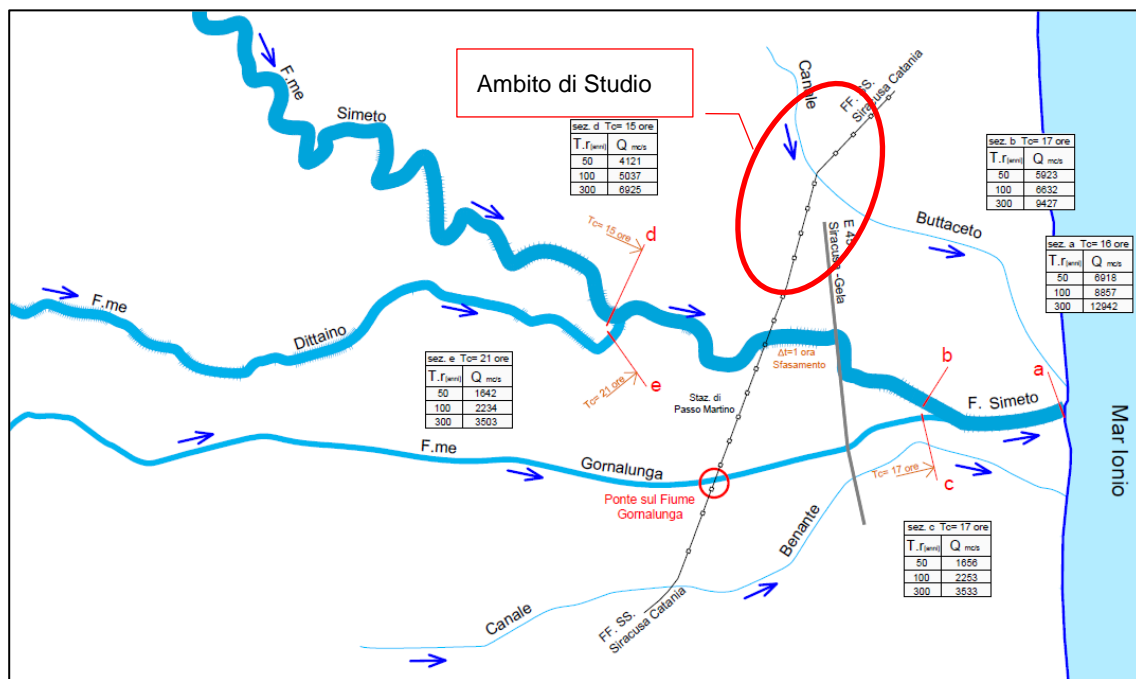 F.me
Simeto
Ambito di Studio
Canale
FF. SS.
Siracusa Catania
sez. d Tc= 15 ore
T.r(anni) Q mc/s
50 4121
100 5037
300 6925
sez. b Tc= 17 ore
T.r(anni) Q mc/s
50 5923
100 6632
300 9427
Buttaceto
E 45
Siracusa -Gela
sez. a Tc= 16 ore
T.r(anni) Q mc/s
50 6918
100 8857
300 12942
Tc= 15 ore
d
F.me
Dittaino
Δt=1 ora
Sfasamento
sez. e Tc= 21 ore
T.r(anni) Q mc/s
50 1642
100 2234
300 3503
Tc= 21 ore
e
b
a
F. Simeto
Staz. di
Passo Martino
Mar Ionio
F.me
Gornalunga
Tc= 17 ore
c
Ponte sul Fiume
Gornalunga
Benante
sez. c Tc= 17 ore
T.r(anni) Q mc/s
50 1656
100 2253
300 3533
Canale
FF. SS.
Siracusa Catania